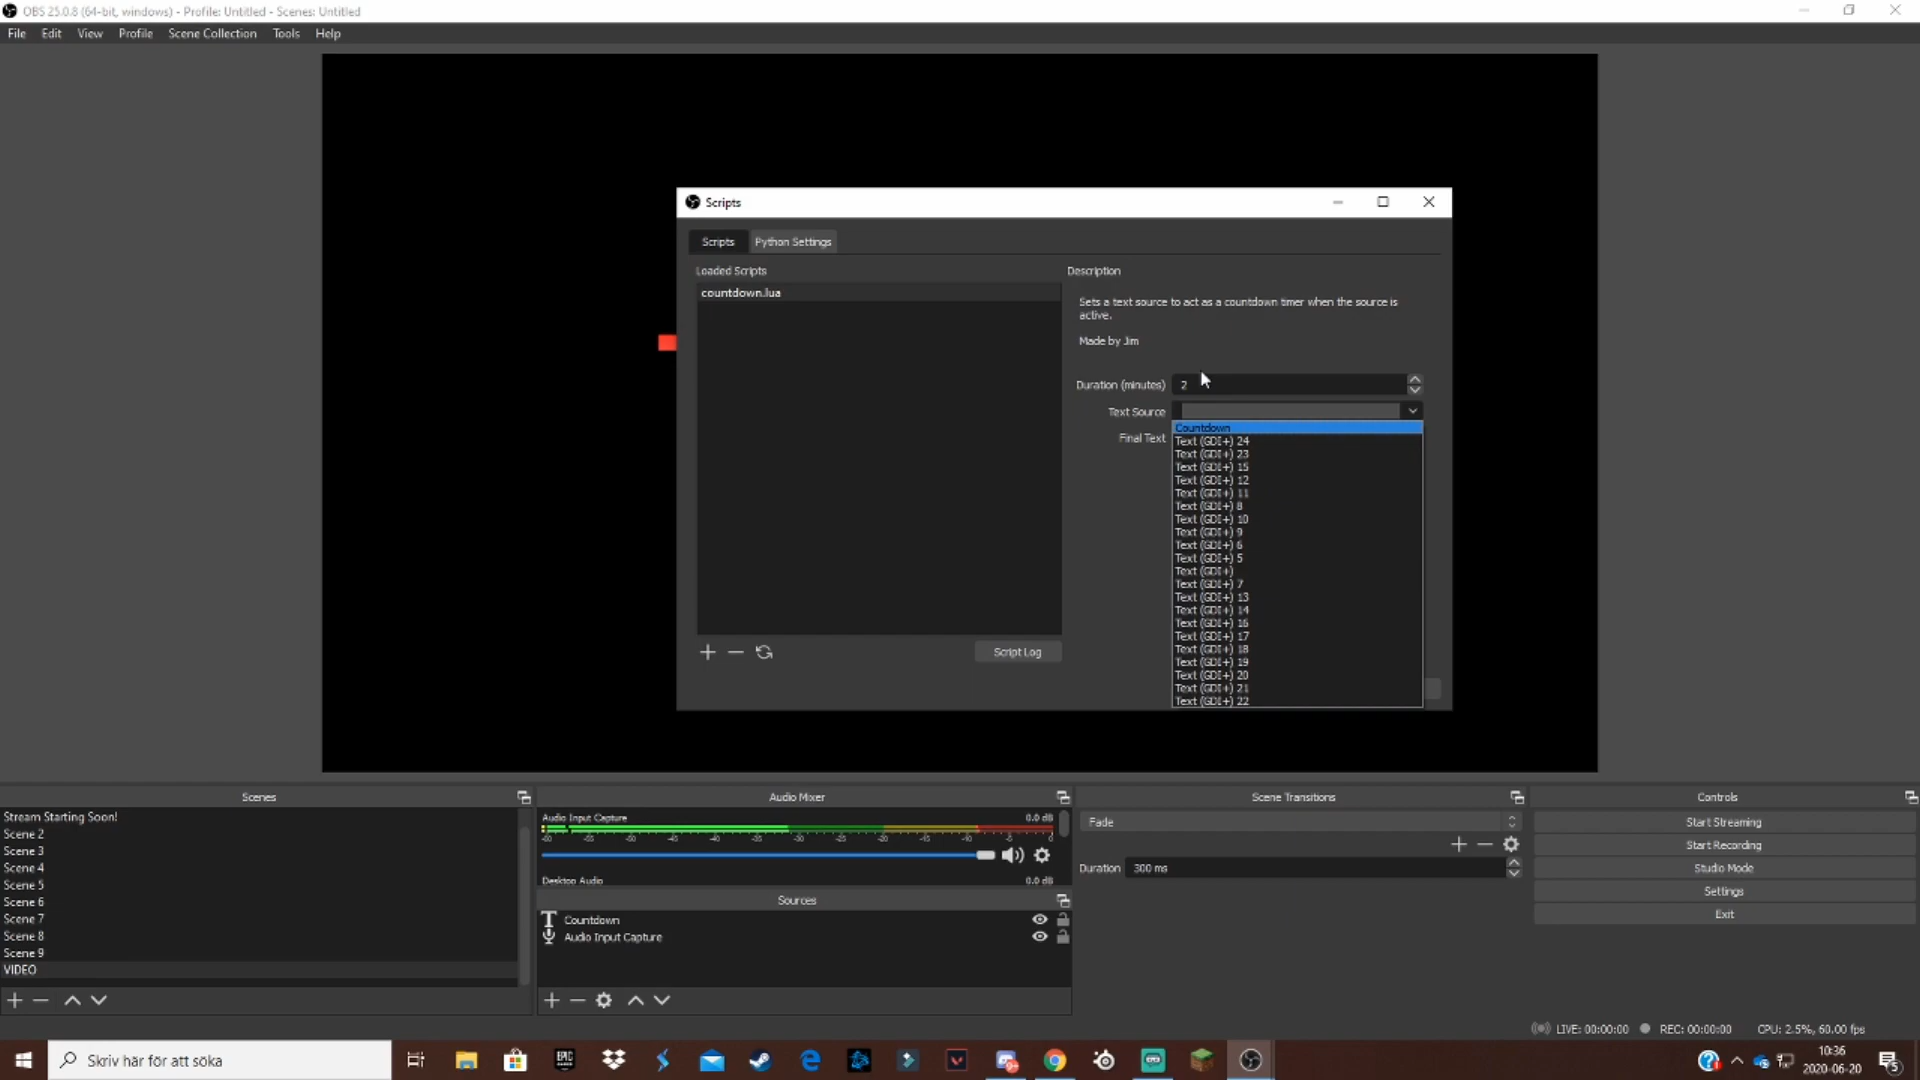 OBS 25.0.8 (64-bit, windows) - Profile: Untitled - Scenes: Untitled
File Edit View Profile Scene Collection Tools Help
Scripts
Scripts Python Settings
Loaded Scripts
countdown.lua
Script Log
Description
Sets a text source to act as a countdown timer when the source is
active.
Made by Jim
Duration (minutes) 2
Text Source
Final Text
Countdown
Text (GDI+) 24
Text (GDI+) 23
Text (GDI+) 15
Text (GDI+) 12
Text (GDI+) 11
Text (GDI+) 8
Text (GDI+) 10
Text (GDI+) 9
Text (GDI+) 6
Text (GDI+) 5
Text (GDI+)
Text (GDI+) 7
Text (GDI+) 13
Text (GDI+) 14
Text (GDI+) 16
Text (GDI+) 17
Text (GDI+) 18
Text (GDI+) 19
Text (GDI+) 20
Text (GDI+) 21
Text (GDI+) 22
Scenes
Stream Starting Soon!
Scene 2
Scene 3
Scene 4
Scene 5
Scene 6
Scene 7
Scene 8
Scene 9
VIDEO
Audio Mixer
Audio Input Capture 0.0 dB
Desktop Audio 0.0 dB
Sources
Countdown
Audio Input Capture
Scene Transitions
Fade
Duration 300 ms
Controls
Start Streaming
Start Recording
Studio Mode
Settings
Exit
LIVE: 00:00:00 REC: 00:00:00 CPU: 2.5%, 60.00 fps
Skriv här för att söka
EPIC
10:36
2020-06-20
5